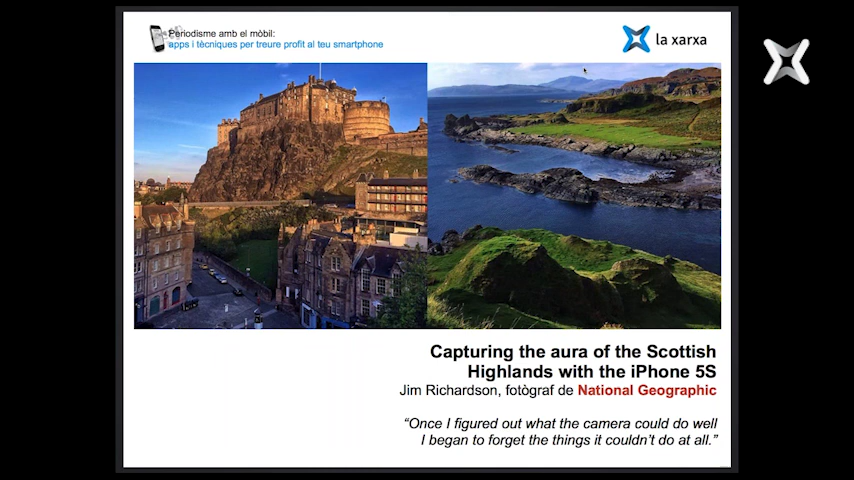 Periodisme amb el mòbil:
apps i tècniques per treure profit al teu smartphone
la xarxa
Capturing the aura of the Scottish
Highlands with the iPhone 5S
Jim Richardson, fotògraf de National Geographic
“Once I figured out what the camera could do well
I began to forget the things it couldn’t do at all.”